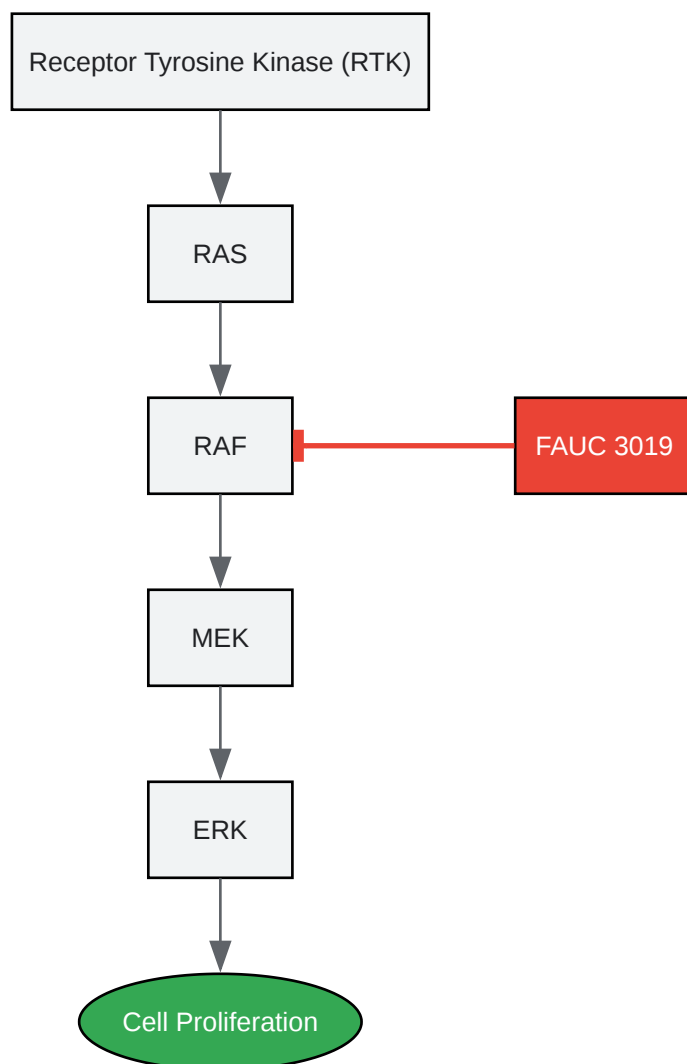 Receptor Tyrosine Kinase (RTK)
RAS
RAF
FAUC 3019
MEK
ERK
Cell Proliferation